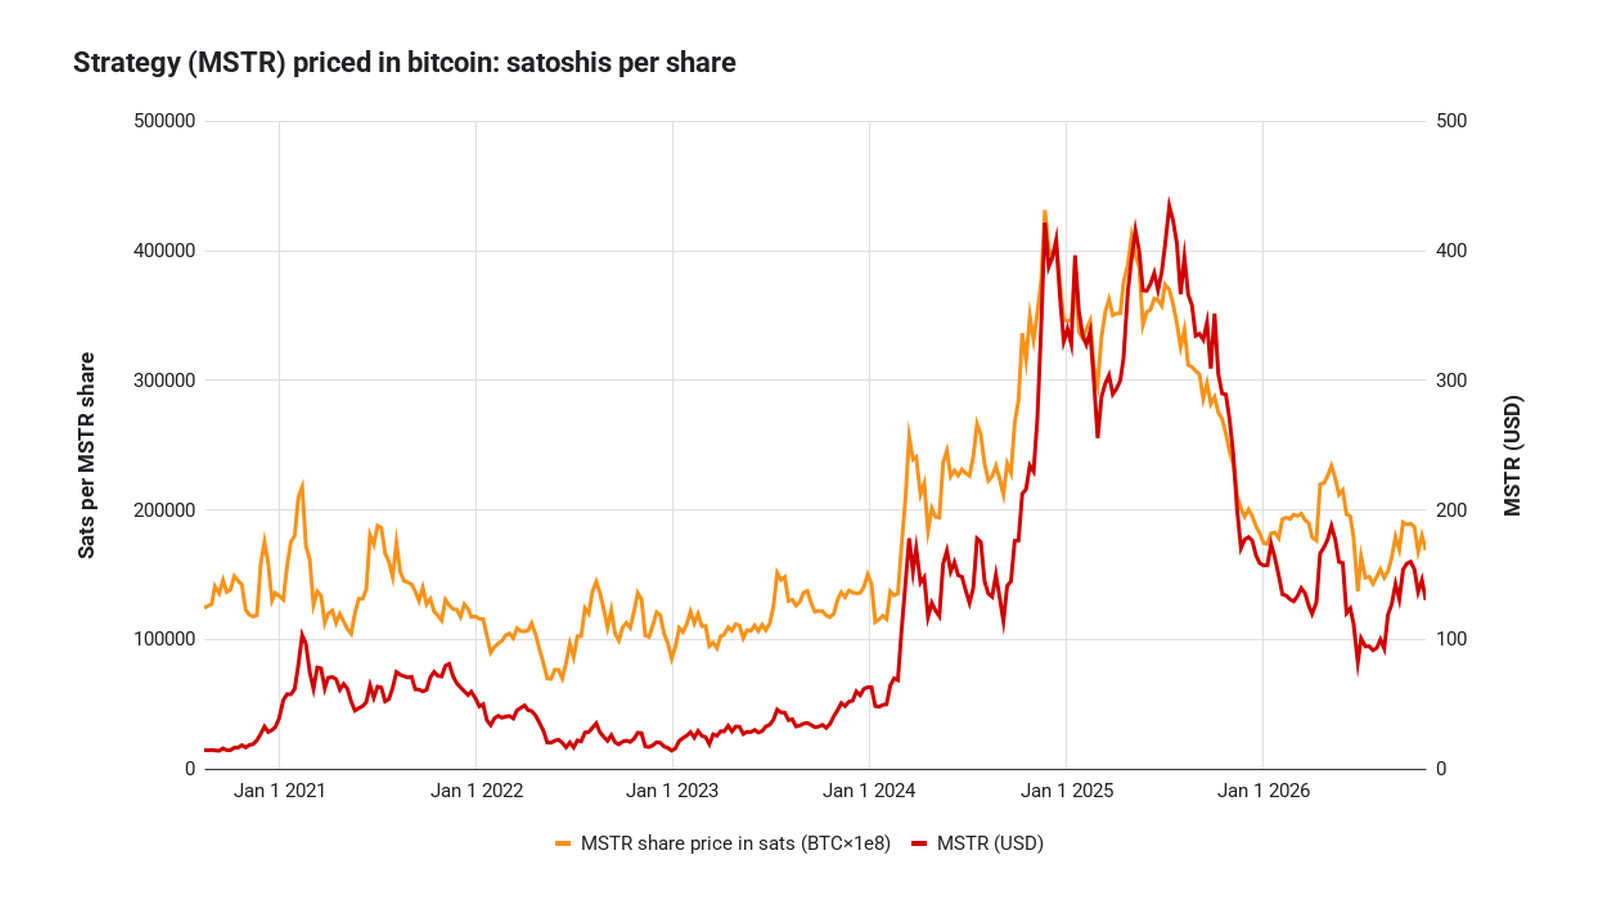 Strategy (MSTR) priced in bitcoin: satoshis per share
500000
400000
300000
200000
100000
0
Sats per MSTR share
500
400
300
200
100
0
MSTR (USD)
Jan 1 2021
Jan 1 2022
Jan 1 2023
Jan 1 2024
Jan 1 2025
Jan 1 2026
MSTR share price in sats (BTC×1e8)
MSTR (USD)